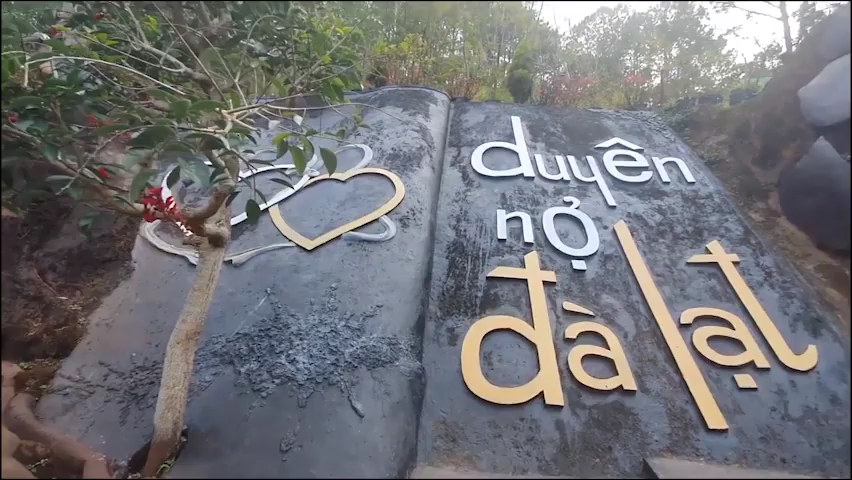 duyên
nợ
đà lạt